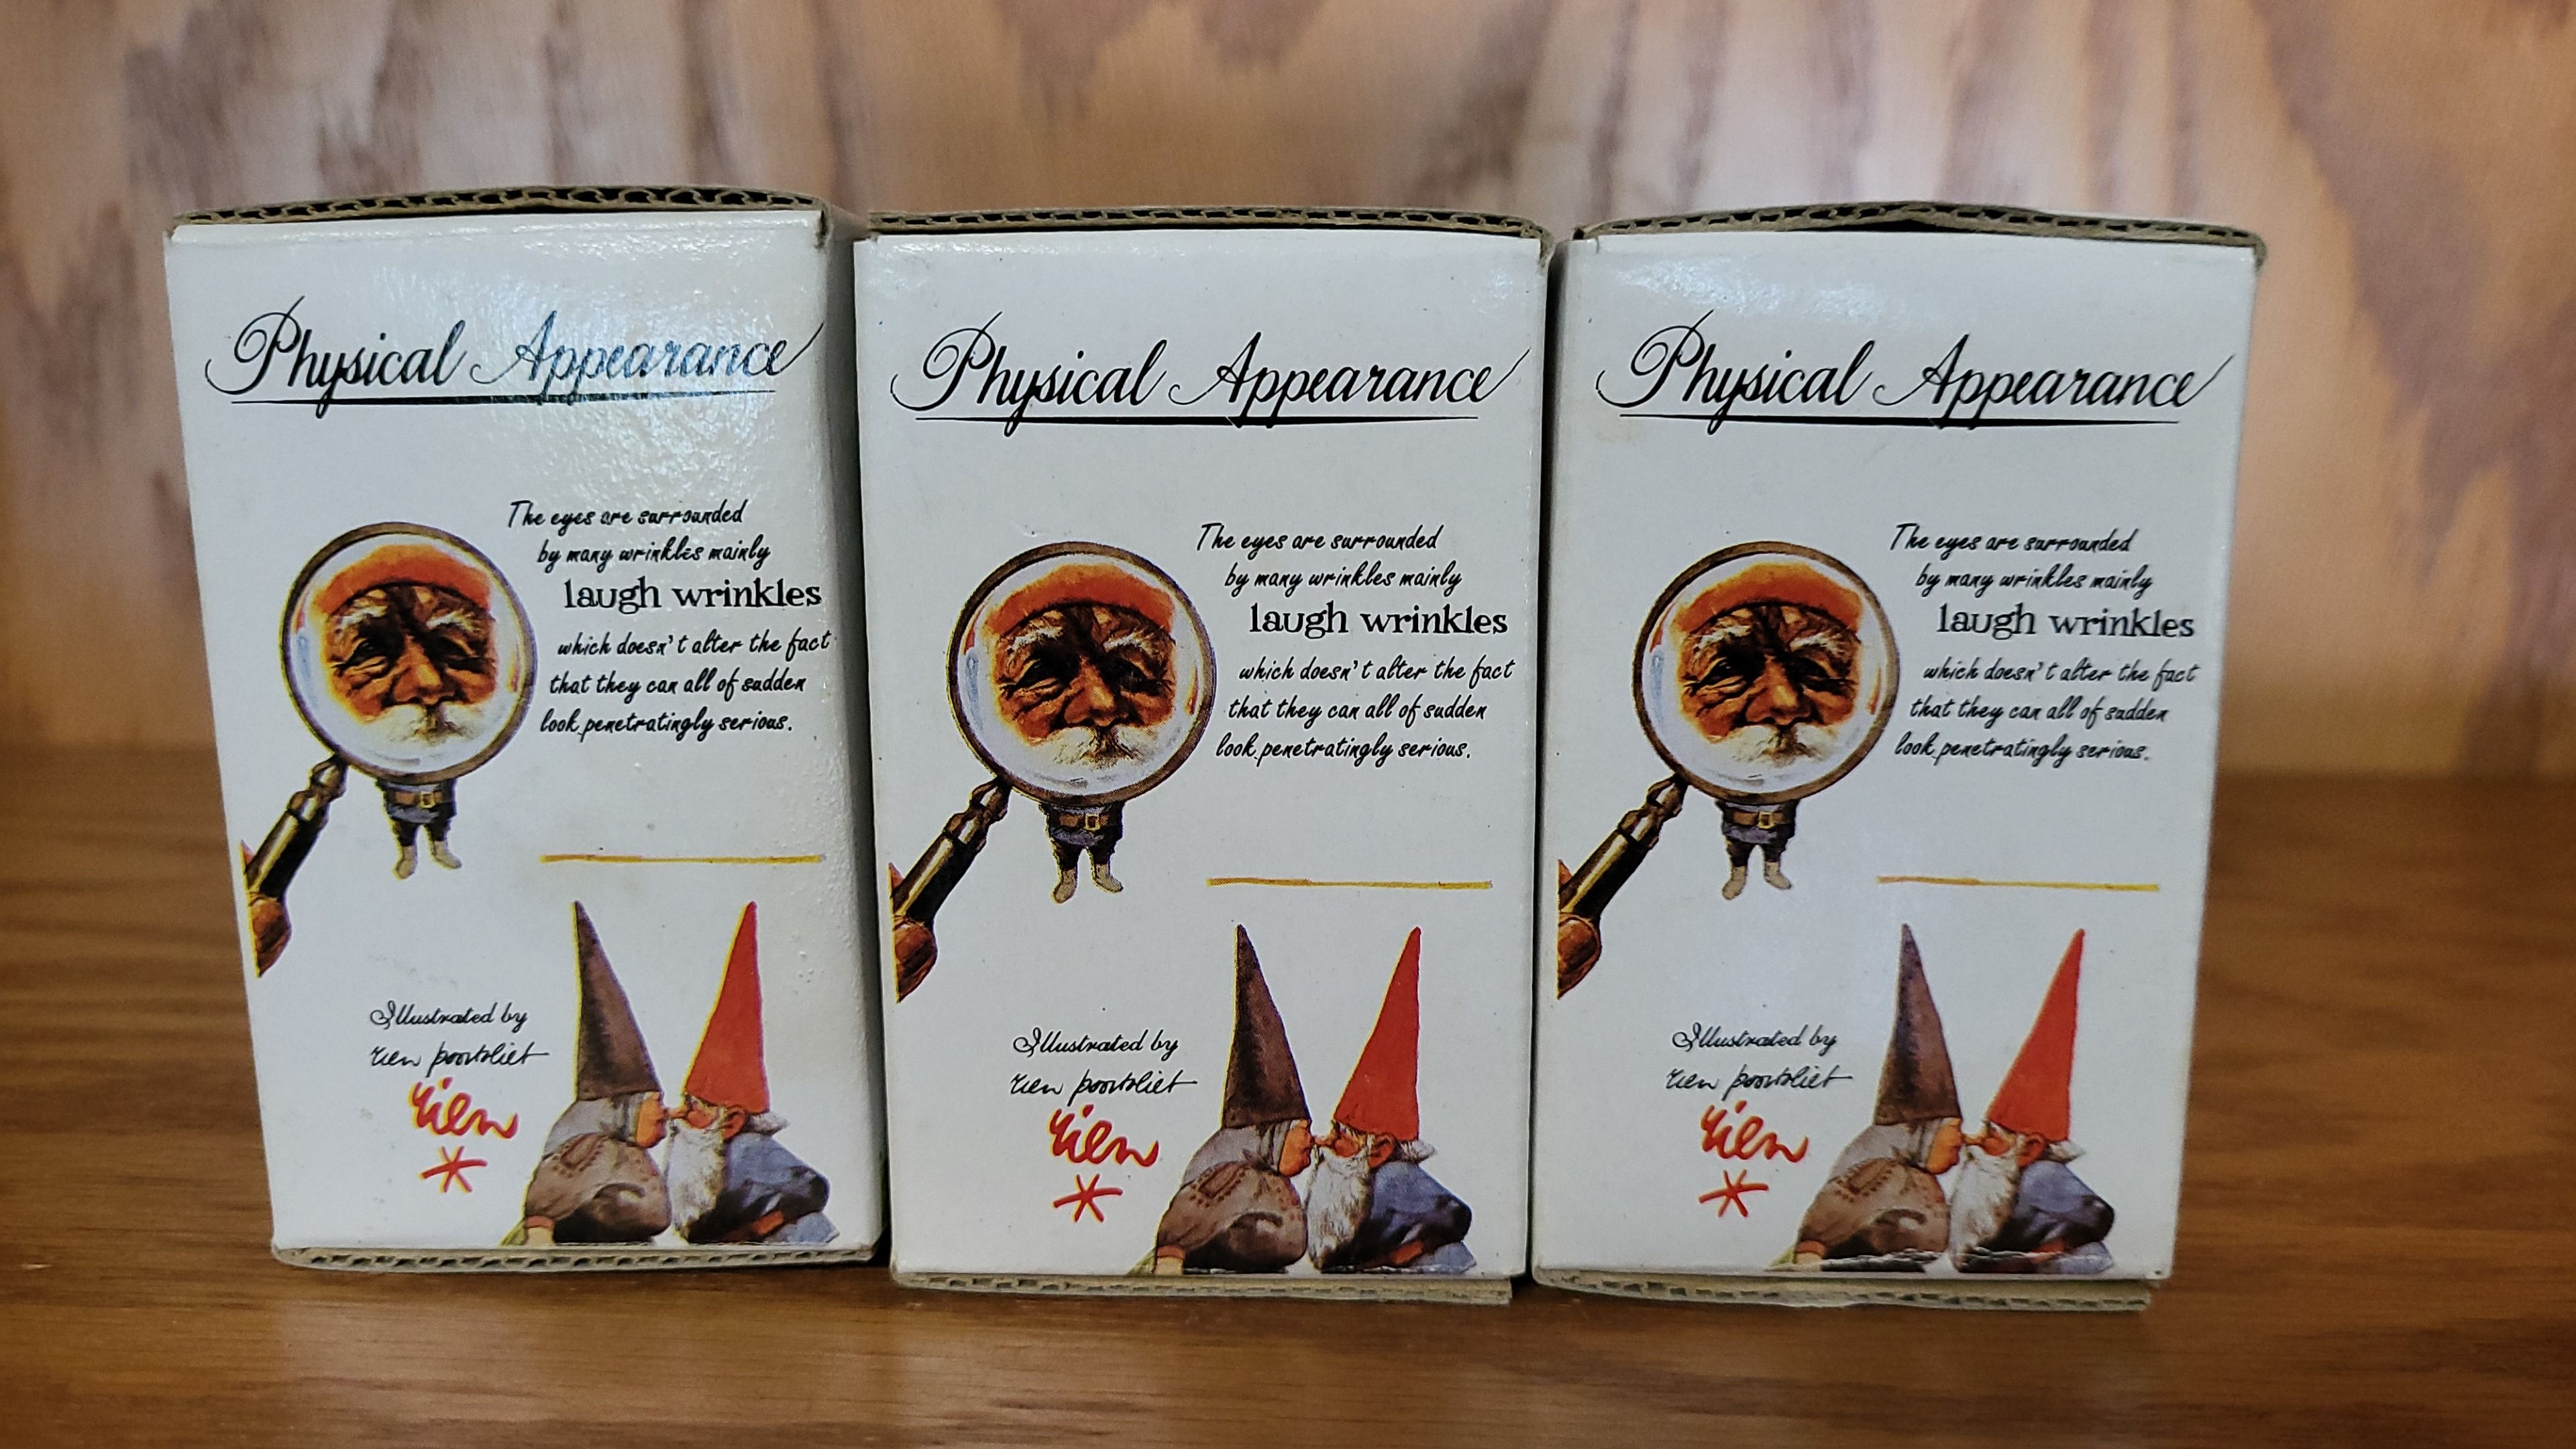 Physical Appearance
The eyes are surrounded
by many wrinkles mainly
laugh wrinkles
which doesn't alter the fact
that they can all of sudden
look penetratingly serious.
Illustrated by
rien poortvliet
rien
Physical Appearance
The eyes are surrounded
by many wrinkles mainly
laugh wrinkles
which doesn't alter the fact
that they can all of sudden
look penetratingly serious.
Illustrated by
rien poortvliet
rien
Physical Appearance
The eyes are surrounded
by many wrinkles mainly
laugh wrinkles
which doesn't alter the fact
that they can all of sudden
look penetratingly serious.
Illustrated by
rien poortvliet
rien